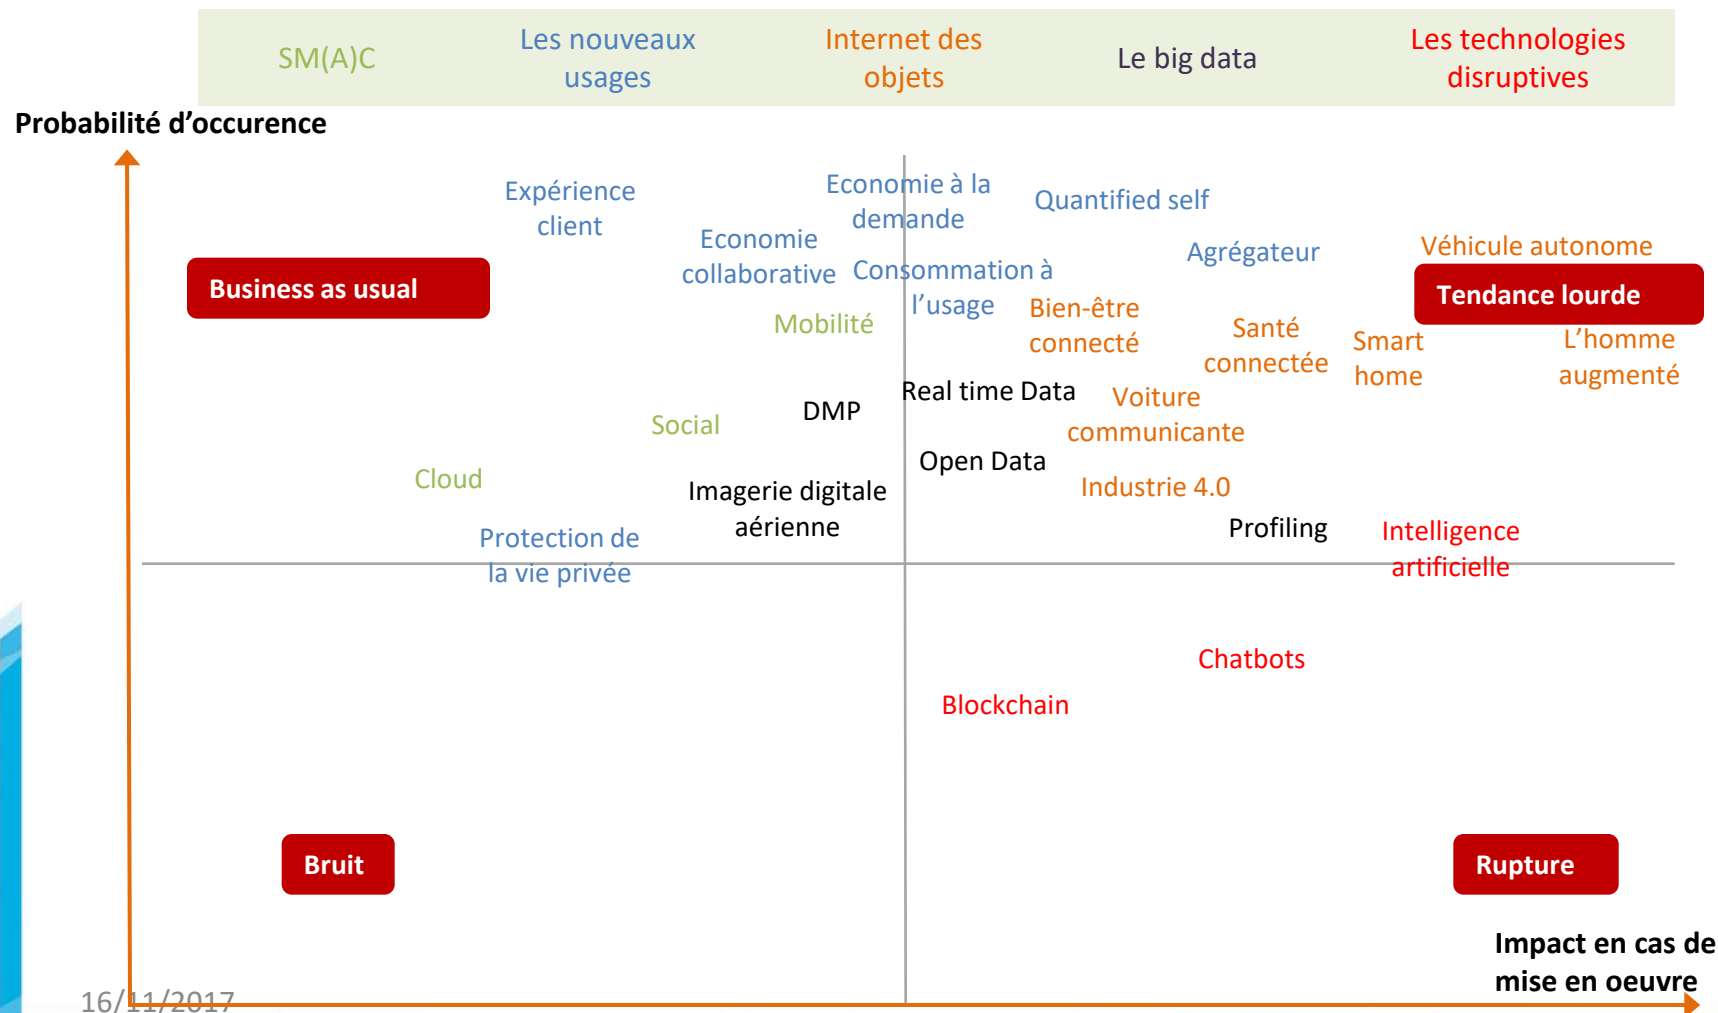 SM(A)C
Les nouveaux
usages
Internet des
objets
Le big data
Les technologies
disruptives
Probabilité d’occurence
Expérience
client
Economie
collaborative
Economie à la
demande
Consommation à
l’usage
Quantified self
Agrégateur
Véhicule autonome
Business as usual
Tendance lourde
Mobilité
Bien-être
connecté
Santé
connectée
Smart
home
L’homme
augmenté
Real time Data
DMP
Voiture
communicante
Social
Open Data
Cloud
Imagerie digitale
aérienne
Industrie 4.0
Profiling
Intelligence
artificielle
Protection de
la vie privée
Chatbots
Blockchain
Bruit
Rupture
Impact en cas de
mise en oeuvre
16/11/2017